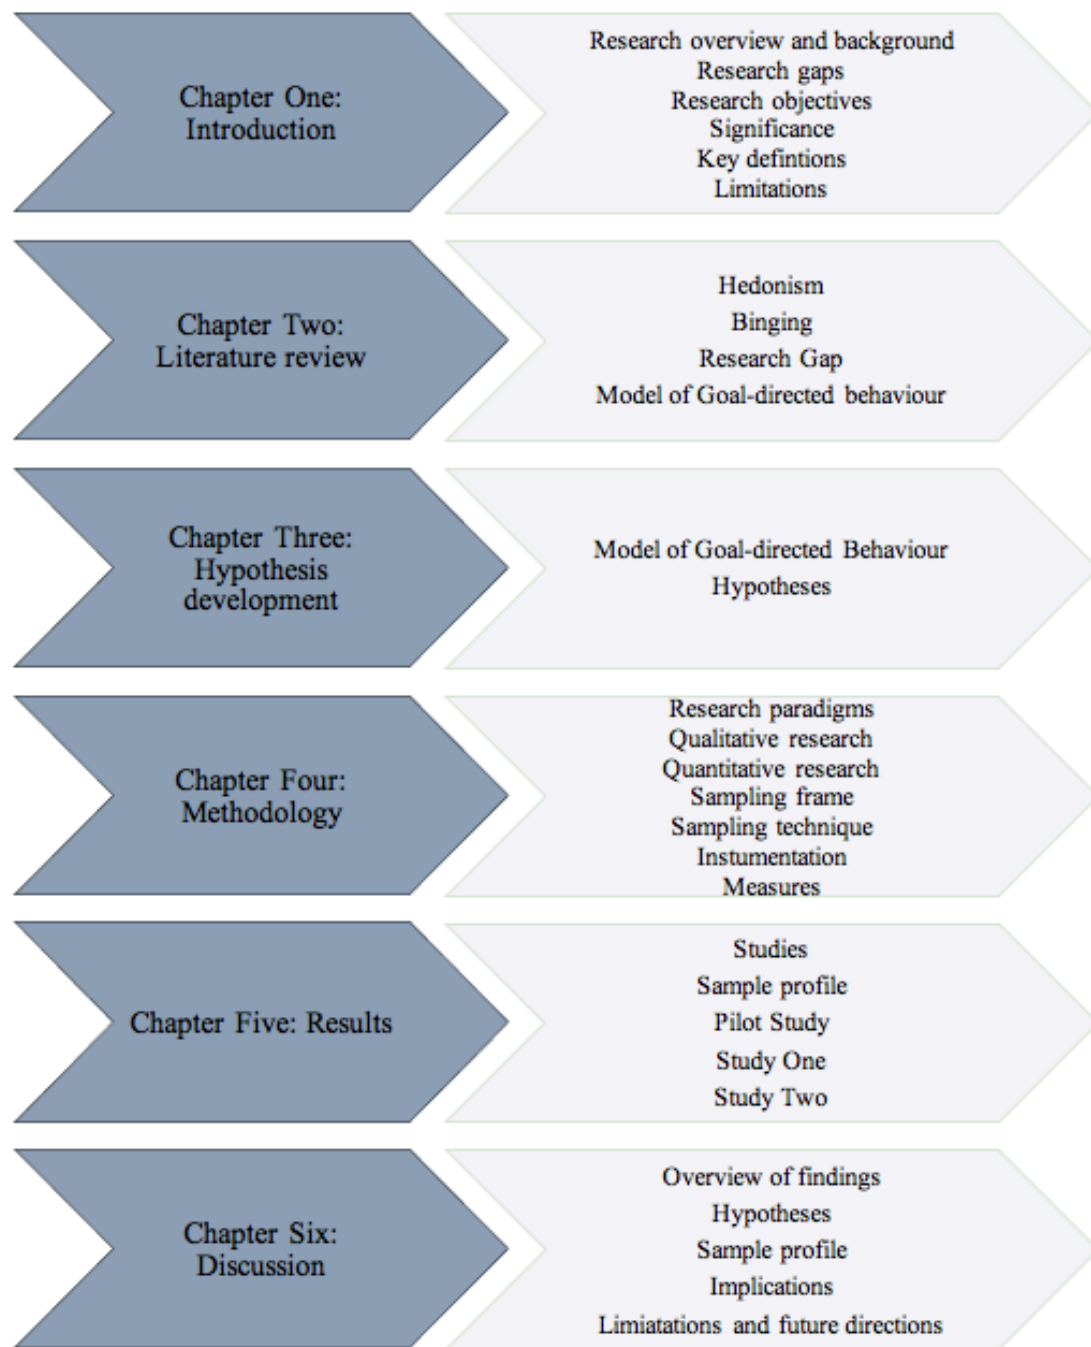 Chapter One:
Introduction
Research overview and background
Research gaps
Research objectives
Significance
Key defintions
Limitations
Chapter Two:
Literature review
Hedonism
Binging
Research Gap
Model of Goal-directed behaviour
Chapter Three:
Hypothesis
development
Model of Goal-directed Behaviour
Hypotheses
Chapter Four:
Methodology
Research paradigms
Qualitative research
Quantitative research
Sampling frame
Sampling technique
Instumentation
Measures
Chapter Five: Results
Studies
Sample profile
Pilot Study
Study One
Study Two
Chapter Six:
Discussion
Overview of findings
Hypotheses
Sample profile
Implications
Limiatations and future directions